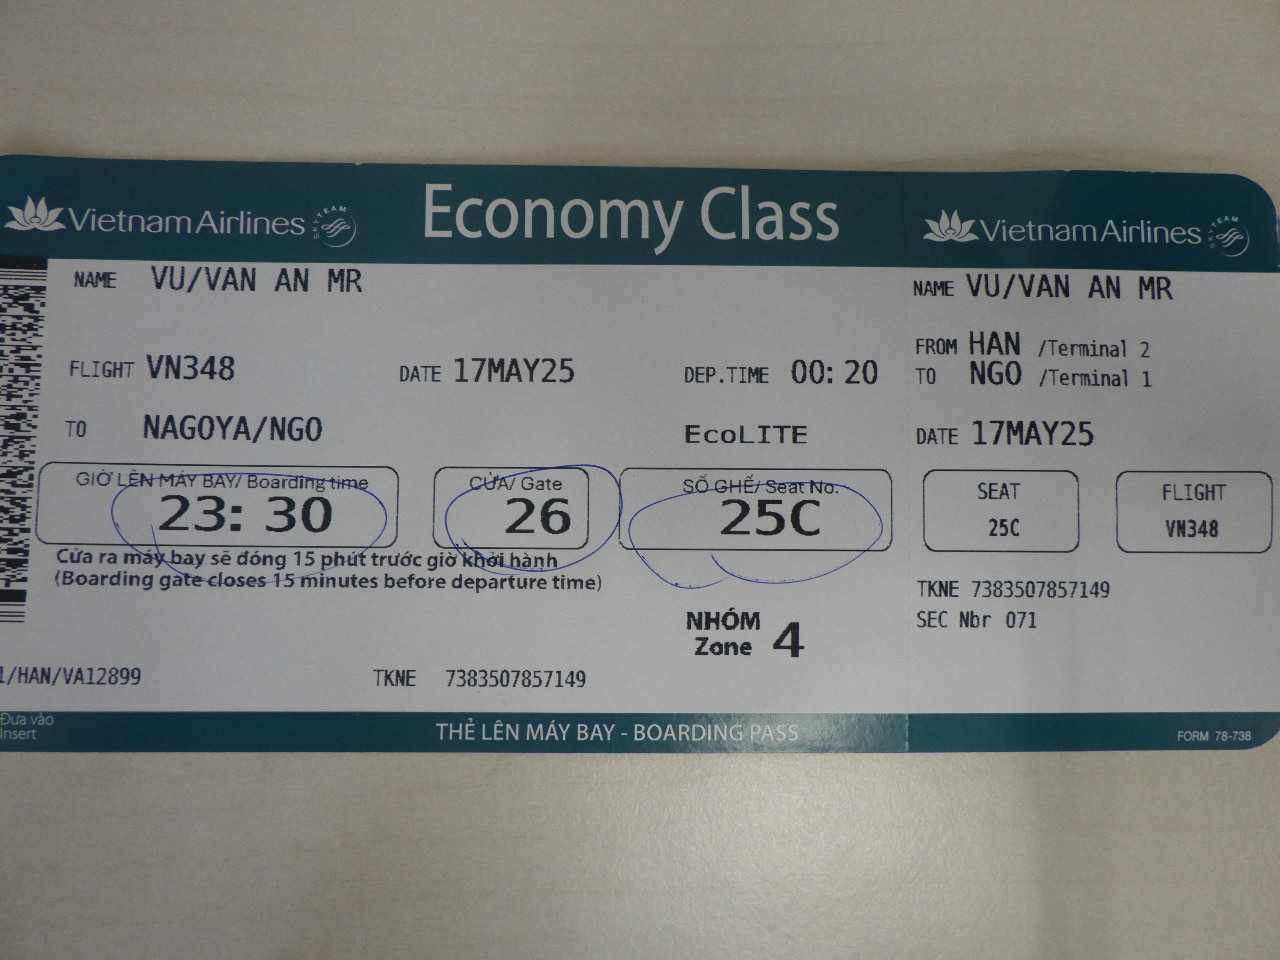 Vietnam Airlines SKYTEAM Economy Class Vietnam Airlines SKYTEAM
NAME VU/VAN AN MR
FLIGHT VN348 DATE 17MAY25 DEP.TIME 00:20
TO NAGOYA/NGO EcoLITE
GIỜ LÊN MÁY BAY/ Boarding time CỬA/ Gate SỐ GHẾ/ Seat No.
23:30 26 25C
Cửa ra máy bay sẽ đóng 15 phút trước giờ khởi hành
(Boarding gate closes 15 minutes before departure time)
NHÓM
Zone 4
1/HAN/VA12899 TKNE 7383507857149
Đưa vào
Insert
THẺ LÊN MÁY BAY - BOARDING PASS
NAME VU/VAN AN MR
FROM HAN /Terminal 2
TO NGO /Terminal 1
DATE 17MAY25
SEAT FLIGHT
25C VN348
TKNE 7383507857149
SEC Nbr 071
FORM 78-738